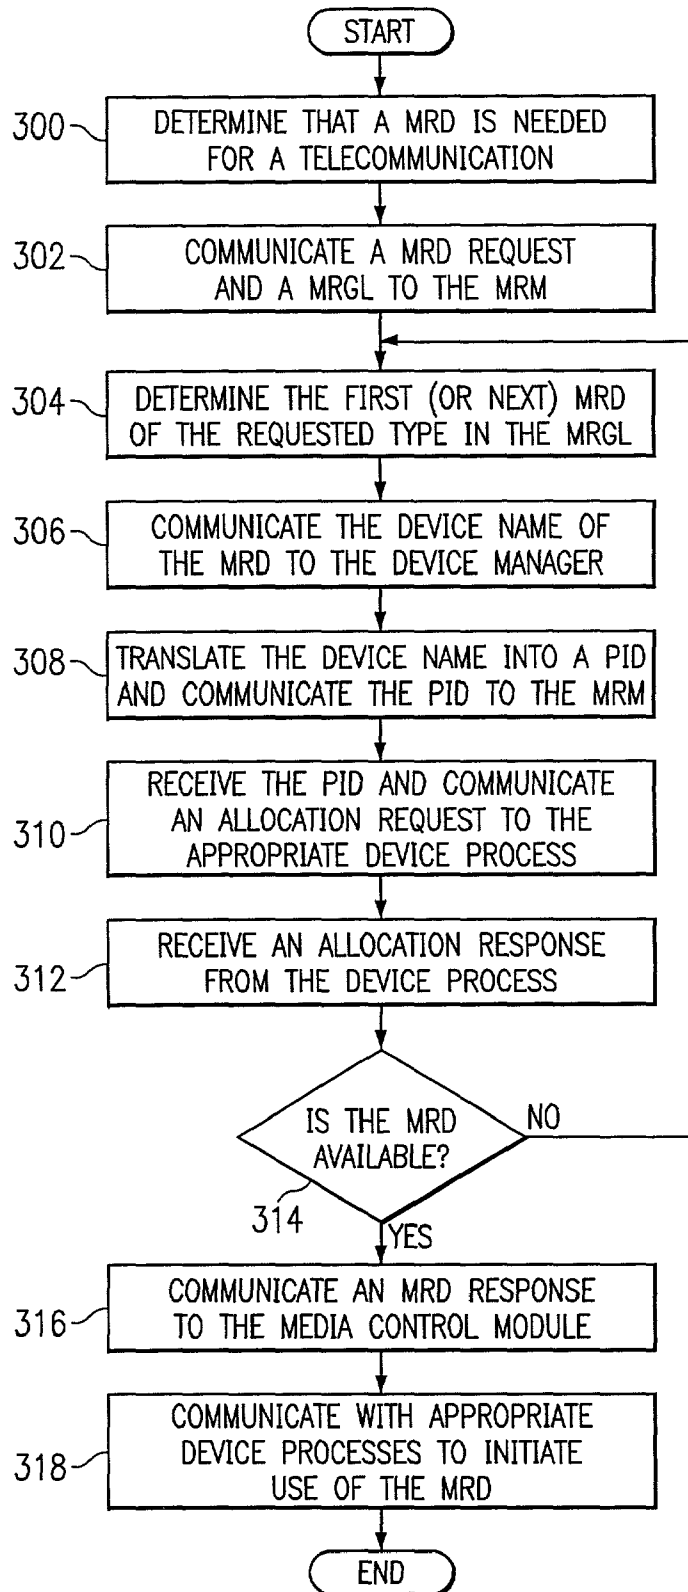 START
300
DETERMINE THAT A MRD IS NEEDED
FOR A TELECOMMUNICATION
302
COMMUNICATE A MRD REQUEST
AND A MRGL TO THE MRM
304
DETERMINE THE FIRST (OR NEXT) MRD
OF THE REQUESTED TYPE IN THE MRGL
306
COMMUNICATE THE DEVICE NAME OF
THE MRD TO THE DEVICE MANAGER
308
TRANSLATE THE DEVICE NAME INTO A PID
AND COMMUNICATE THE PID TO THE MRM
310
RECEIVE THE PID AND COMMUNICATE
AN ALLOCATION REQUEST TO THE
APPROPRIATE DEVICE PROCESS
312
RECEIVE AN ALLOCATION RESPONSE
FROM THE DEVICE PROCESS
IS THE MRD
AVAILABLE?
NO
314
YES
316
COMMUNICATE AN MRD RESPONSE
TO THE MEDIA CONTROL MODULE
318
COMMUNICATE WITH APPROPRIATE
DEVICE PROCESSES TO INITIATE
USE OF THE MRD
END